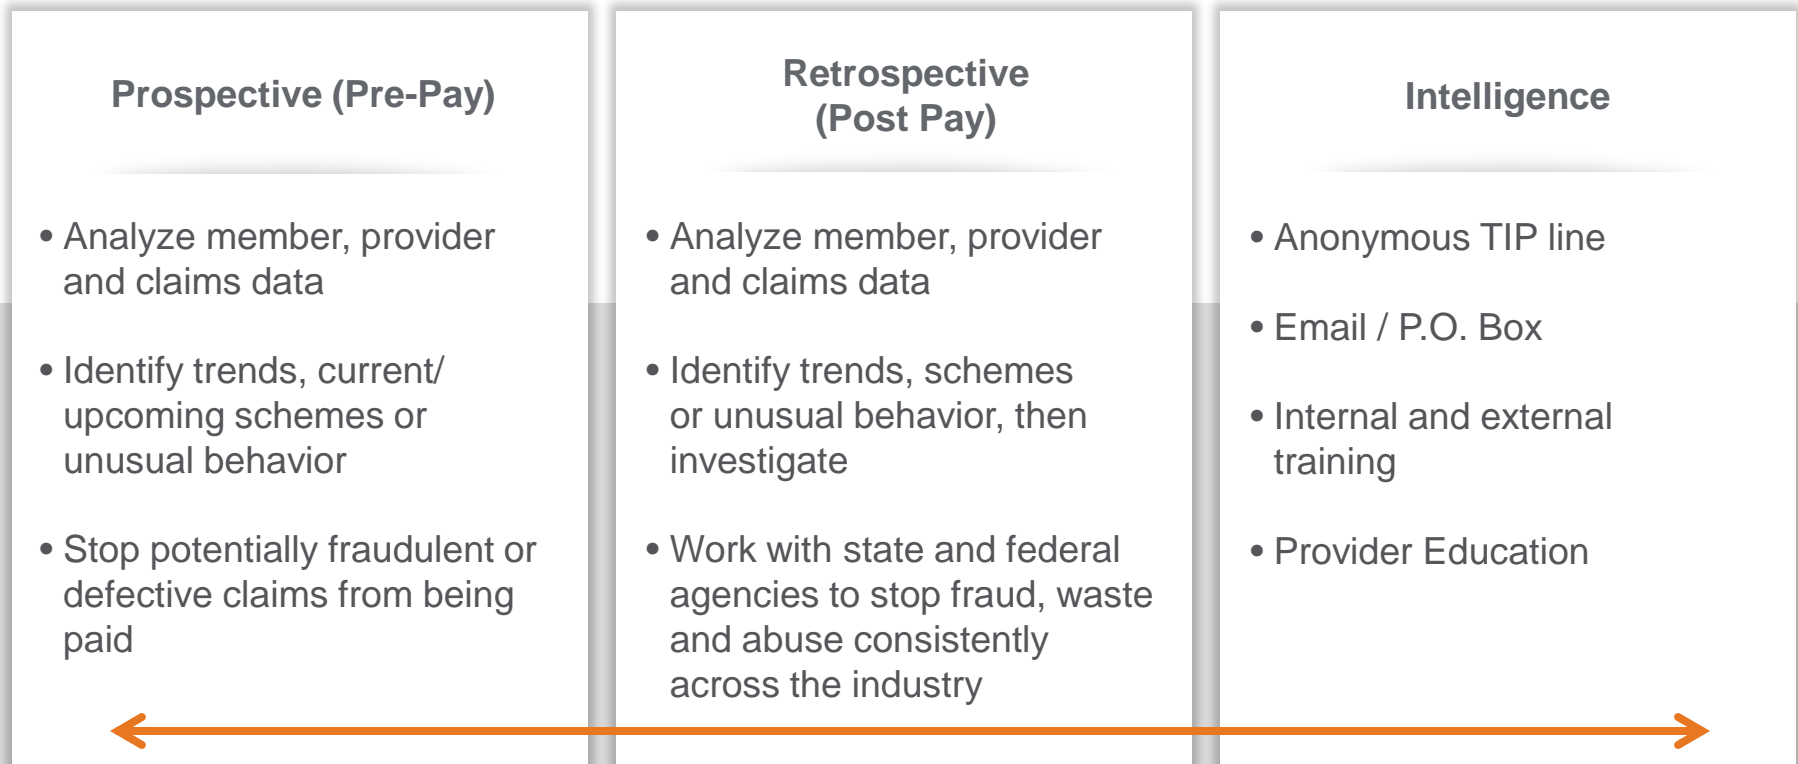 Prospective (Pre-Pay)
• Analyze member, provider
and claims data
• Identify trends, current/
upcoming schemes or
unusual behavior
• Stop potentially fraudulent or
defective claims from being
paid
Retrospective
(Post Pay)
• Analyze member, provider
and claims data
• Identify trends, schemes
or unusual behavior, then
investigate
• Work with state and federal
agencies to stop fraud, waste
and abuse consistently
across the industry
Intelligence
• Anonymous TIP line
• Email / P.O. Box
• Internal and external
training
• Provider Education